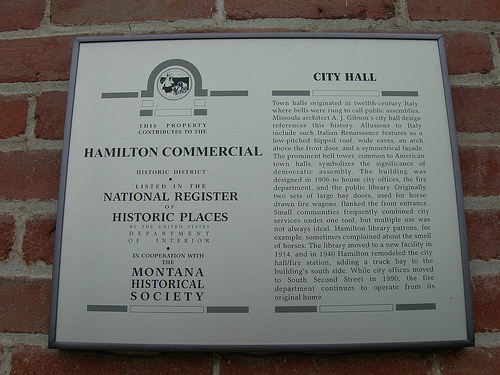 THIS PROPERTY
CONTRIBUTES TO THE
HAMILTON COMMERCIAL
HISTORIC DISTRICT
LISTED IN THE
NATIONAL REGISTER
OF
HISTORIC PLACES
BY THE UNITED STATES
DEPARTMENT
OF INTERIOR
IN COOPERATION WITH
THE
MONTANA
HISTORICAL
SOCIETY
CITY HALL
Town halls originated in twelfth-century Italy,
where bells were rung to call public assemblies.
Missoula architect A. J. Gibson's city hall design
references this history. Allusions to Italy
include such Italian Renaissance features as a
low-pitched hipped roof, wide eaves, an arch
above the front door, and a symmetrical façade.
The prominent bell tower, common to American
town halls, symbolizes the significance of
democratic assembly. The building was
designed in 1906 to house city offices, the fire
department, and the public library. Originally,
two sets of large bay doors, used for horse-
drawn fire wagons, flanked the front entrance.
Small communities frequently combined city
services under one roof, but multiple use was
not always ideal. Hamilton library patrons, for
example, sometimes complained about the smell
of horses. The library moved to a new facility in
1914, and in 1940 Hamilton remodeled the city
hall/fire station, adding a truck bay to the
building's south side. While city offices moved
to South Second Street in 1990, the fire
department continues to operate from its
original home.